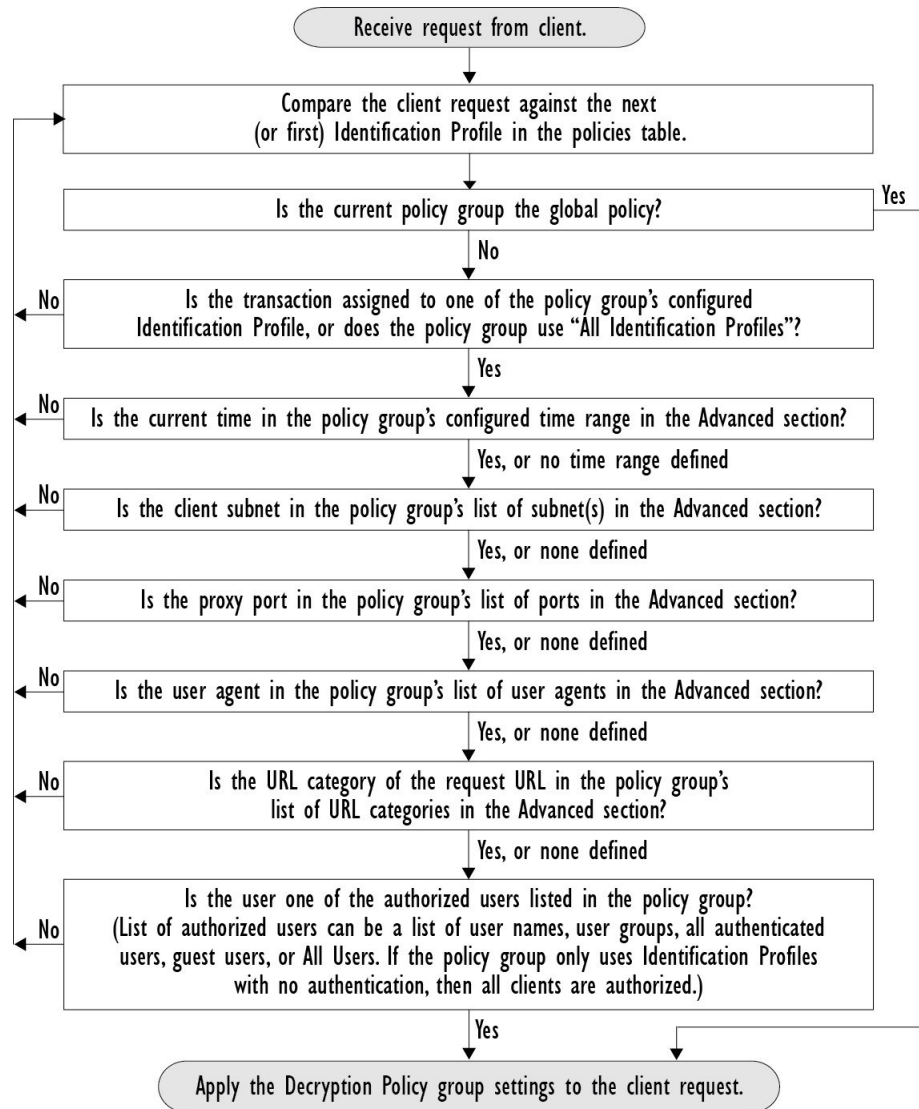 Receive request from client.
Compare the client request against the next
(or first) Identification Profile in the policies table.
Is the current policy group the global policy?
Yes
No
No
Is the transaction assigned to one of the policy group’s configured
Identification Profile, or does the policy group use “All Identification Profiles”?
Yes
No
Is the current time in the policy group’s configured time range in the Advanced section?
Yes, or no time range defined
No
Is the client subnet in the policy group’s list of subnet(s) in the Advanced section?
Yes, or none defined
No
Is the proxy port in the policy group’s list of ports in the Advanced section?
Yes, or none defined
No
Is the user agent in the policy group’s list of user agents in the Advanced section?
Yes, or none defined
No
Is the URL category of the request URL in the policy group’s
list of URL categories in the Advanced section?
Yes, or none defined
No
Is the user one of the authorized users listed in the policy group?
(List of authorized users can be a list of user names, user groups, all authenticated
users, guest users, or All Users. If the policy group only uses Identification Profiles
with no authentication, then all clients are authorized.)
Yes
Apply the Decryption Policy group settings to the client request.